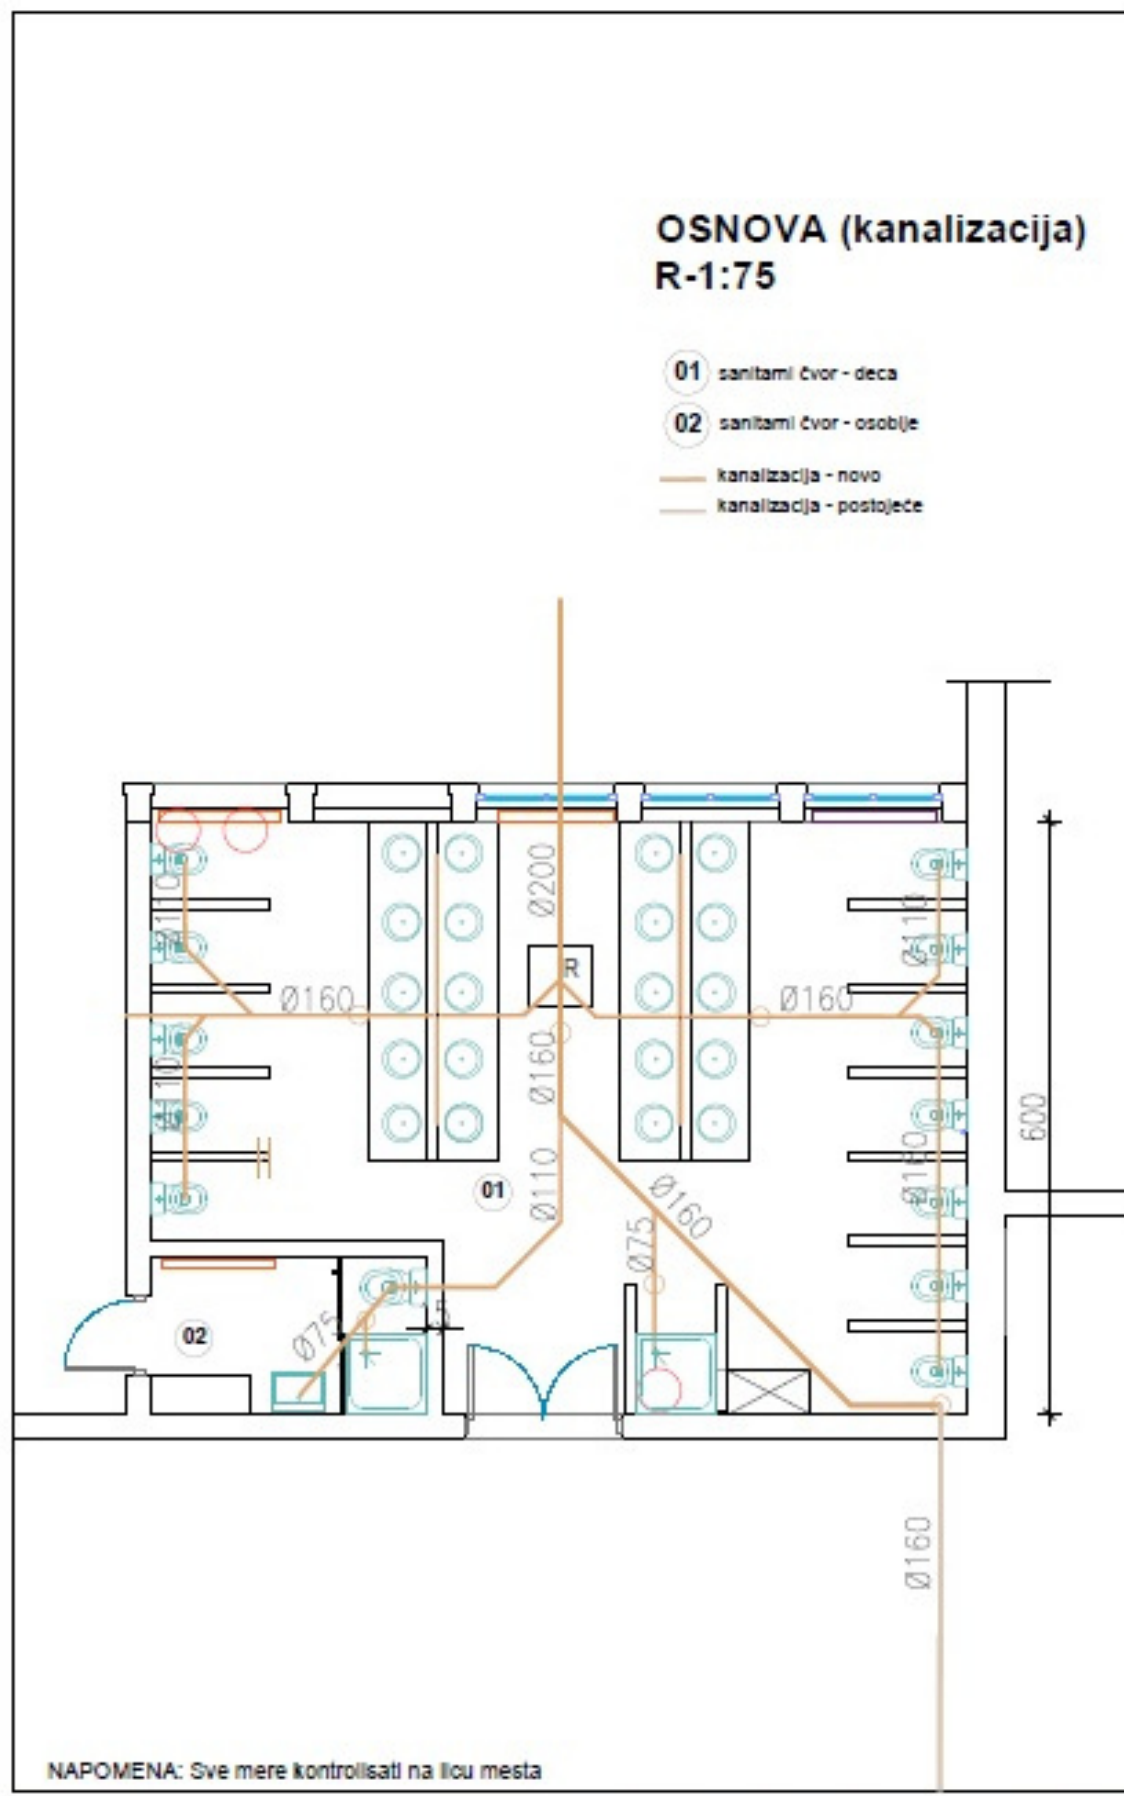 OSNOVA (kanalizacija)
R-1:75
01 sanitarni čvor - deca
02 sanitarni čvor - osoblje
kanalizacija - novo
kanalizacija - postojeće
Ø200
Ø110
Ø110
R
Ø160
Ø160
Ø160
Ø110
600
Ø110
Ø160
01
Ø160
Ø75
02
Ø75
5
Ø160
NAPOMENA: Sve mere kontrolisati na licu mesta